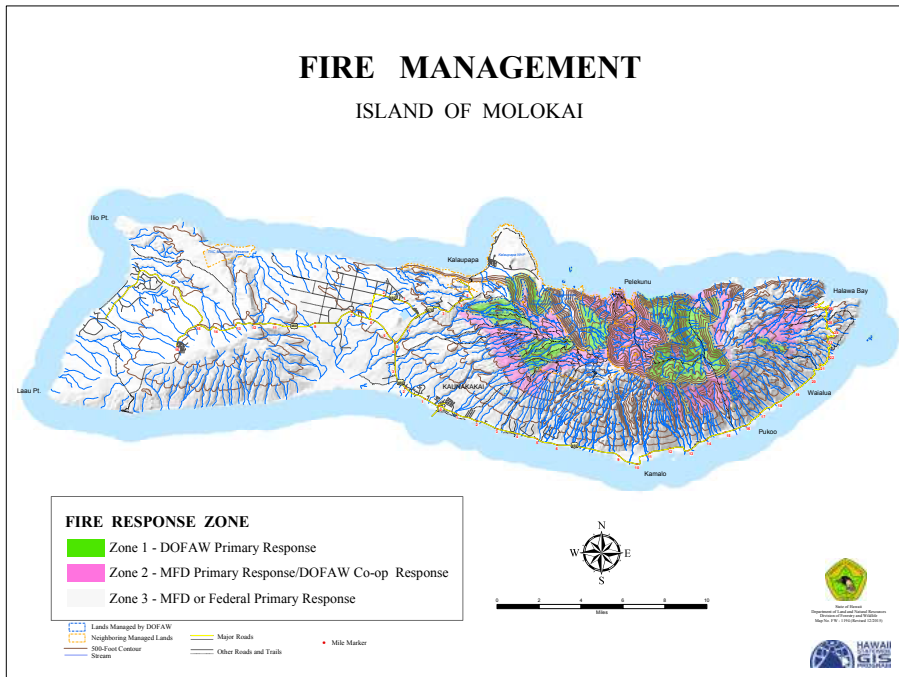 FIRE MANAGEMENT
ISLAND OF MOLOKAI
Ilio Pt.
Kalaupapa
Pelekunu
Halawa Bay
Laau Pt.
KAUNAKAKAI
Waialua
Pukoo
Kamalo
FIRE RESPONSE ZONE
Zone 1 - DOFAW Primary Response
Zone 2 - MFD Primary Response/DOFAW Co-op Response
Zone 3 - MFD or Federal Primary Response
N
W E
S
0 2 4 6 8 10
Miles
Lands Managed by DOFAW
Neighboring Managed Lands
500-Foot Contour
Stream
Major Roads
Other Roads and Trails
Mile Marker
State of Hawaii
Department of Land and Natural Resources
Division of Forestry and Wildlife
HAWAII
STATEWIDE
GIS
PROGRAM